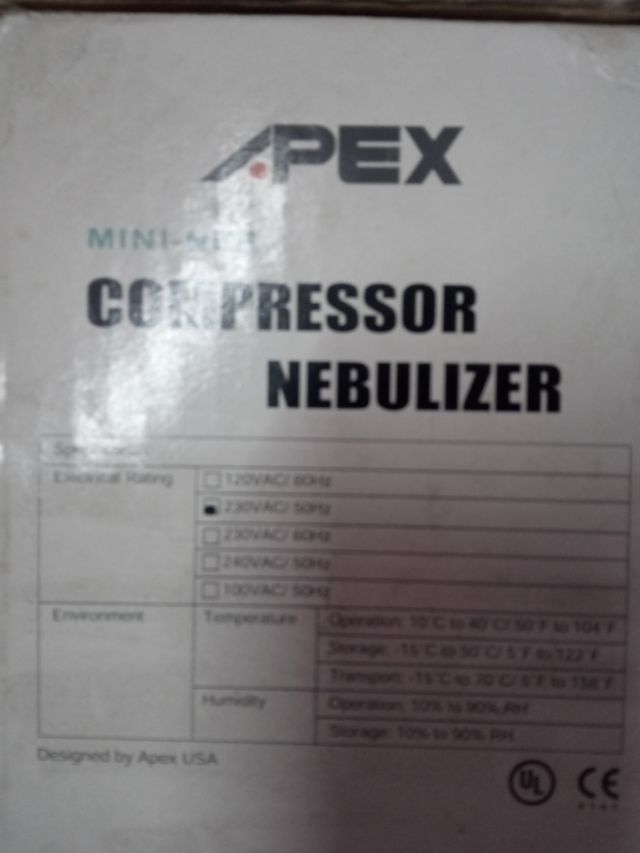 APEX
MINI-NEB
COMPRESSOR
NEBULIZER
Electrical Rating
120VAC/ 60Hz
230VAC/ 50Hz
230VAC/ 60Hz
240VAC/ 50Hz
100VAC/ 50Hz
Environment
Temperature
Operation: 10°C to 40°C/ 50°F to 104°F
Storage: -15°C to 50°C/ 5°F to 122°F
Transport: -15°C to 70°C/ 5°F to 158°F
Humidity
Operation: 10% to 90% RH
Storage: 10% to 90% RH
Designed by Apex USA
UL
CE